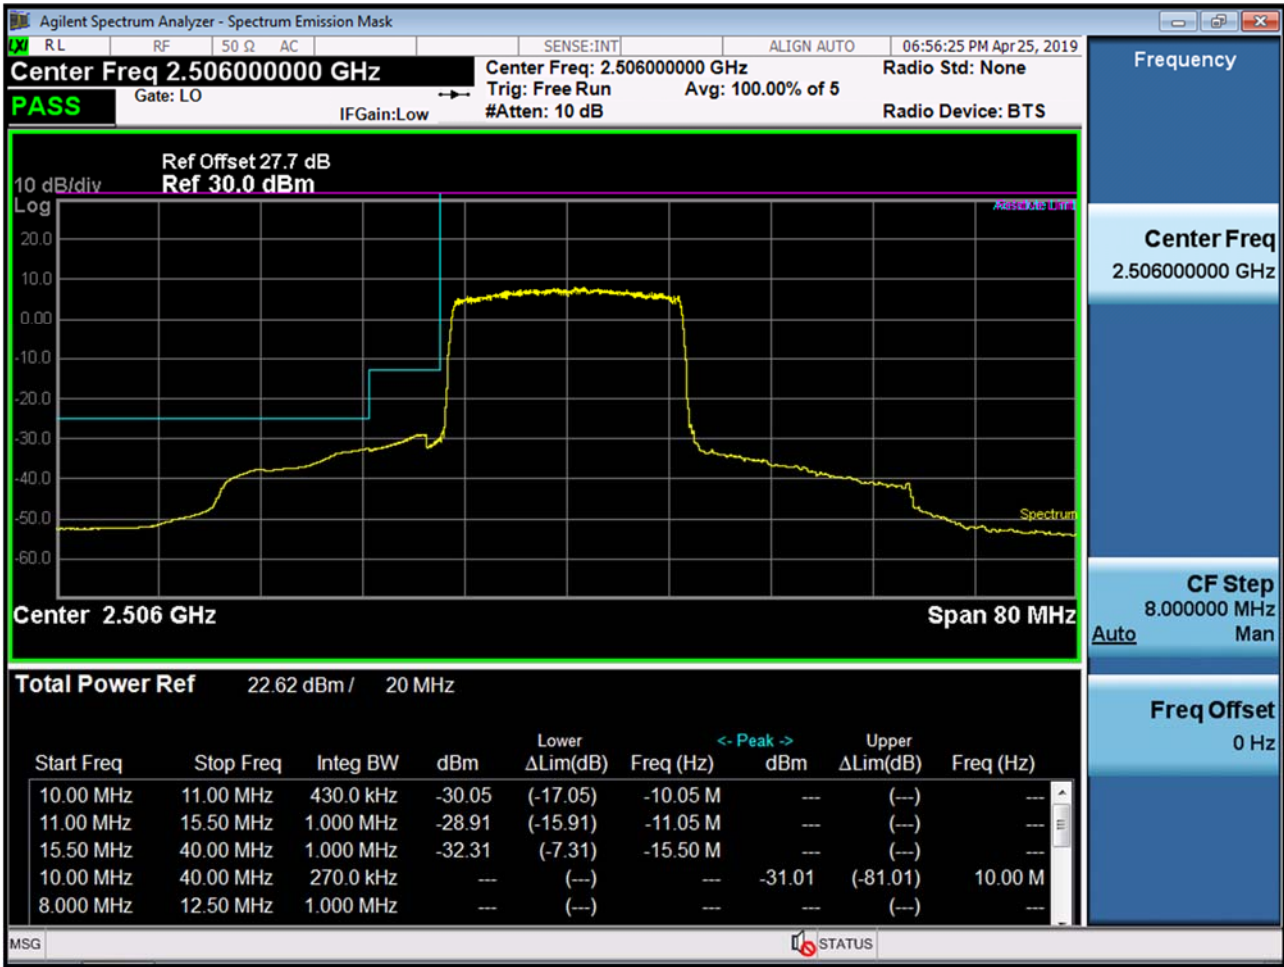 Agilent Spectrum Analyzer - Spectrum Emission Mask
LXI RL RF 50 Ω AC SENSE:INT ALIGN AUTO 06:56:25 PM Apr 25, 2019
Center Freq 2.506000000 GHz
Center Freq: 2.506000000 GHz
Radio Std: None
Gate: LO
Trig: Free Run
Avg: 100.00% of 5
PASS
IFGain:Low
#Atten: 10 dB
Radio Device: BTS
Ref Offset 27.7 dB
10 dB/div Ref 30.0 dBm
Log
20.0
10.0
0.00
-10.0
-20.0
-30.0
-40.0
-50.0
Spectrum
-60.0
Center 2.506 GHz
Span 80 MHz
Total Power Ref 22.62 dBm / 20 MHz
Lower <- Peak -> Upper
Start Freq Stop Freq Integ BW dBm ΔLim(dB) Freq (Hz) dBm ΔLim(dB) Freq (Hz)
10.00 MHz 11.00 MHz 430.0 kHz -30.05 (-17.05) -10.05 M --- (---) ---
11.00 MHz 15.50 MHz 1.000 MHz -28.91 (-15.91) -11.05 M --- (---) ---
15.50 MHz 40.00 MHz 1.000 MHz -32.31 (-7.31) -15.50 M --- (---) ---
10.00 MHz 40.00 MHz 270.0 kHz --- (---) --- -31.01 (-81.01) 10.00 M
8.000 MHz 12.50 MHz 1.000 MHz --- (---) --- --- (---) ---
MSG
STATUS
Frequency
Center Freq
2.506000000 GHz
CF Step
8.000000 MHz
Auto Man
Freq Offset
0 Hz